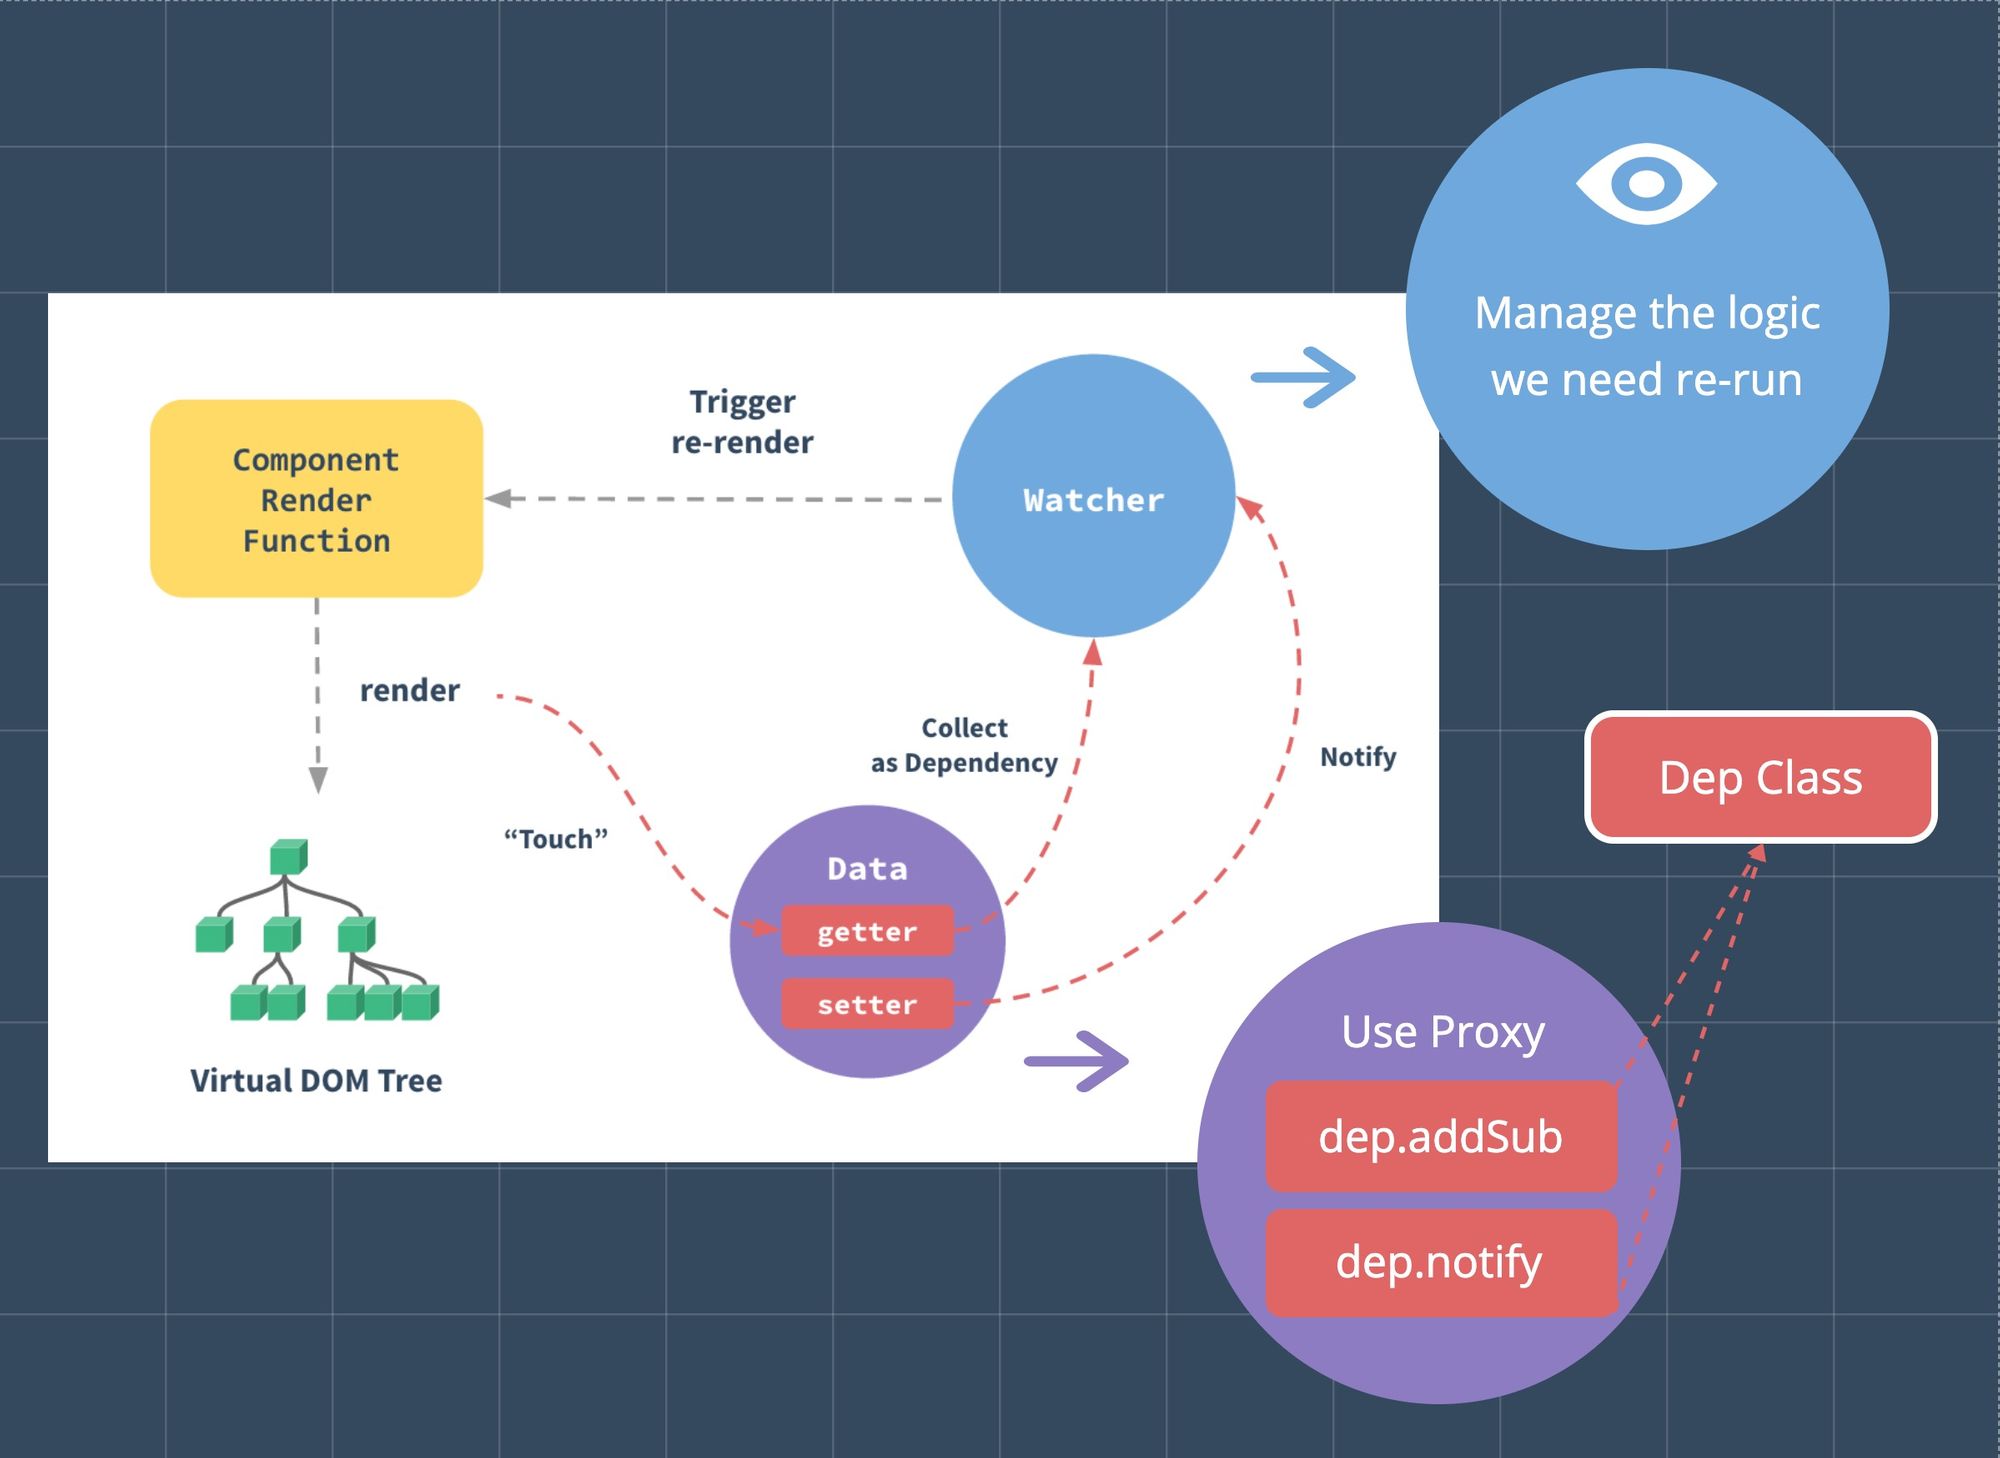 Manage the logic
we need re-run
Trigger
re-render
Component
Render
Function
Watcher
render
Collect
as Dependency
Notify
Dep Class
“Touch”
Data
getter
setter
Virtual DOM Tree
Use Proxy
dep.addSub
dep.notify